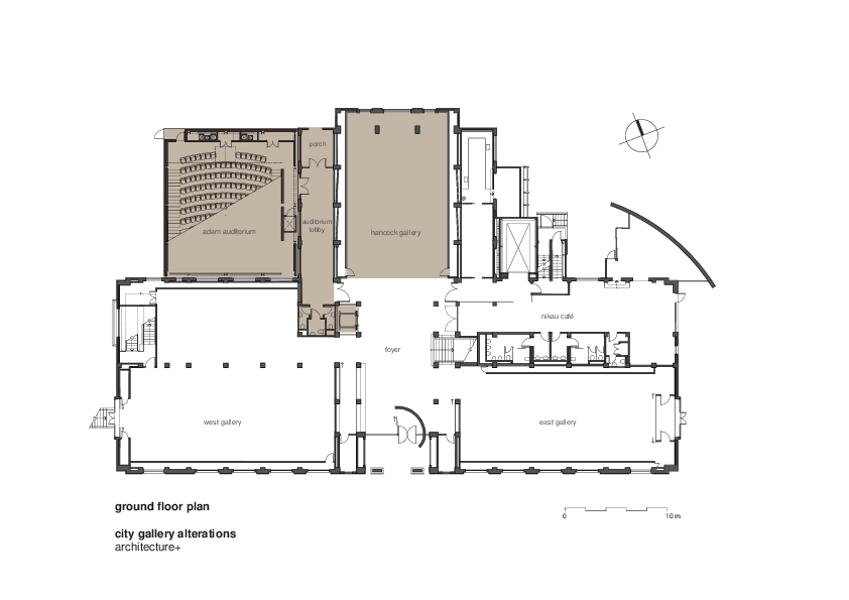 porch
adam auditorium
auditorium
lobby
hancock gallery
nikau café
foyer
west gallery
east gallery
ground floor plan
0 10m
city gallery alterations
architecture+